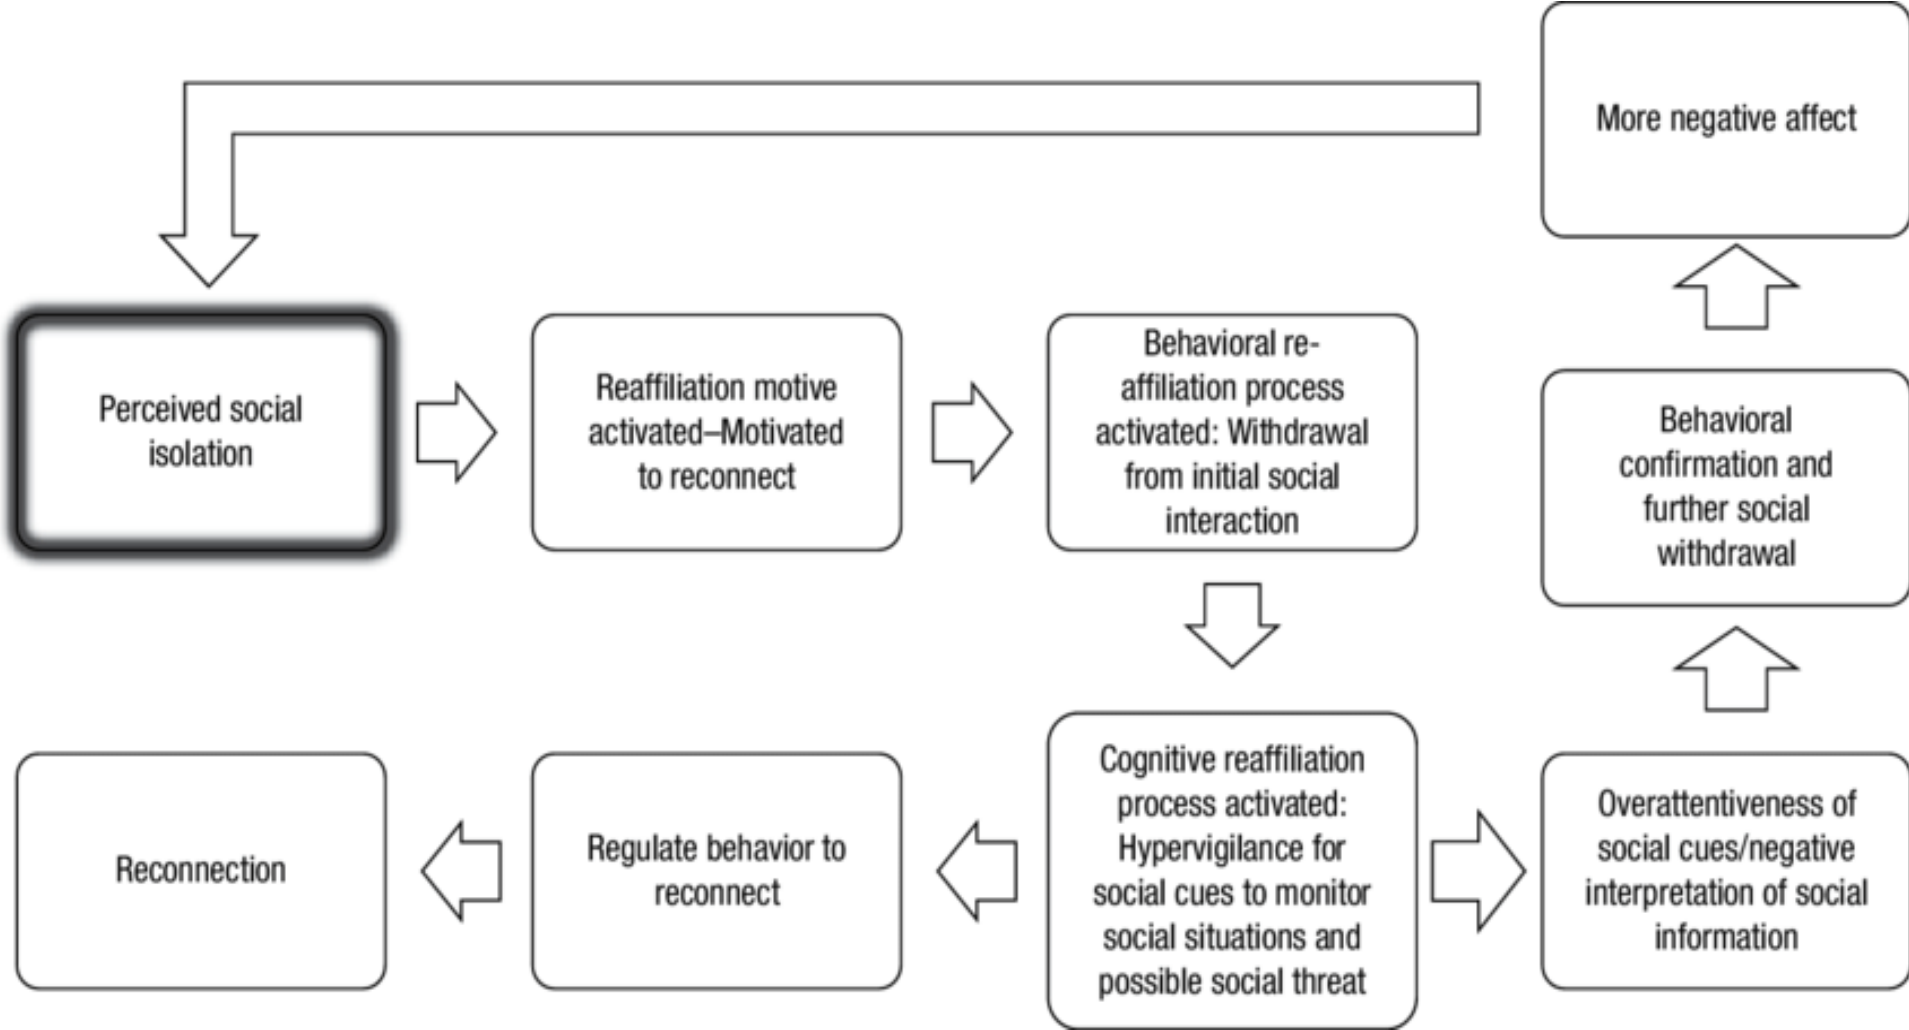 More negative affect
Perceived social
isolation
Reaffiliation motive
activated–Motivated
to reconnect
Behavioral re-
affiliation process
activated: Withdrawal
from initial social
interaction
Behavioral
confirmation and
further social
withdrawal
Reconnection
Regulate behavior to
reconnect
Cognitive reaffiliation
process activated:
Hypervigilance for
social cues to monitor
social situations and
possible social threat
Overattentiveness of
social cues/negative
interpretation of social
information